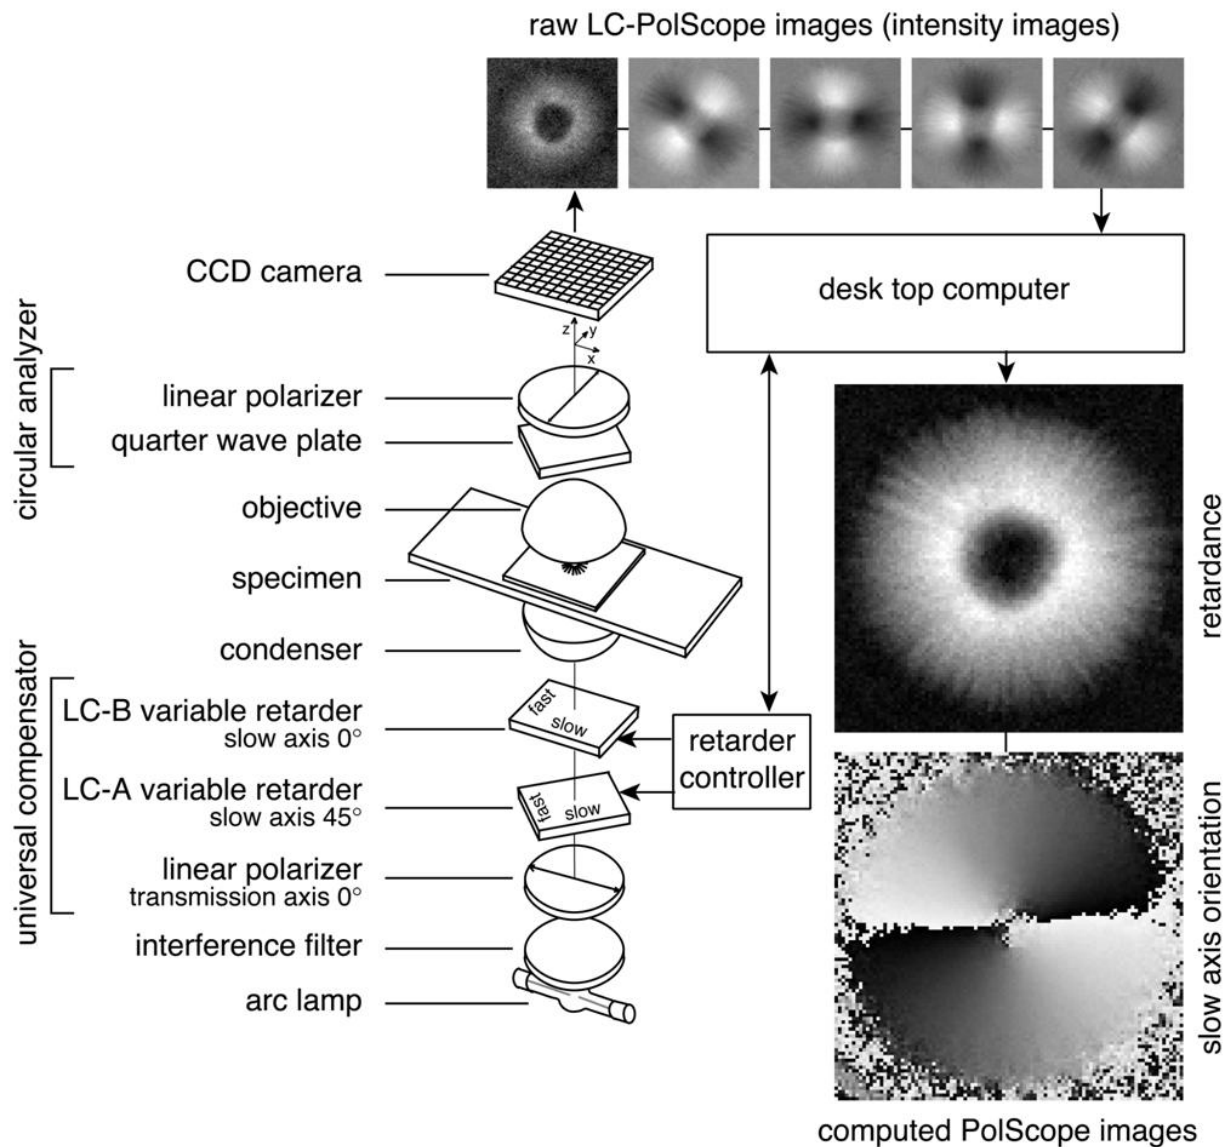 raw LC-PolScope images (intensity images)
CCD camera
z
y
x
circular analyzer
linear polarizer
quarter wave plate
objective
specimen
condenser
universal compensator
LC-B variable retarder
slow axis 0°
fast
slow
LC-A variable retarder
slow axis 45°
fast
slow
linear polarizer
transmission axis 0°
interference filter
arc lamp
desk top computer
retarder
controller
retardance
slow axis orientation
computed PolScope images